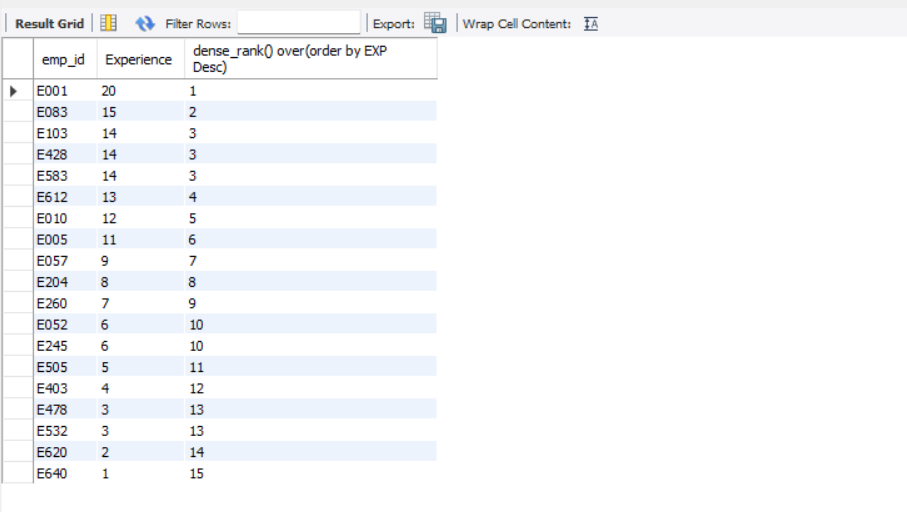 Result Grid Filter Rows: Export: Wrap Cell Content:
emp_id Experience dense_rank() over(order by EXP
Desc)
E001 20 1
E083 15 2
E103 14 3
E428 14 3
E583 14 3
E612 13 4
E010 12 5
E005 11 6
E057 9 7
E204 8 8
E260 7 9
E052 6 10
E245 6 10
E505 5 11
E403 4 12
E478 3 13
E532 3 13
E620 2 14
E640 1 15